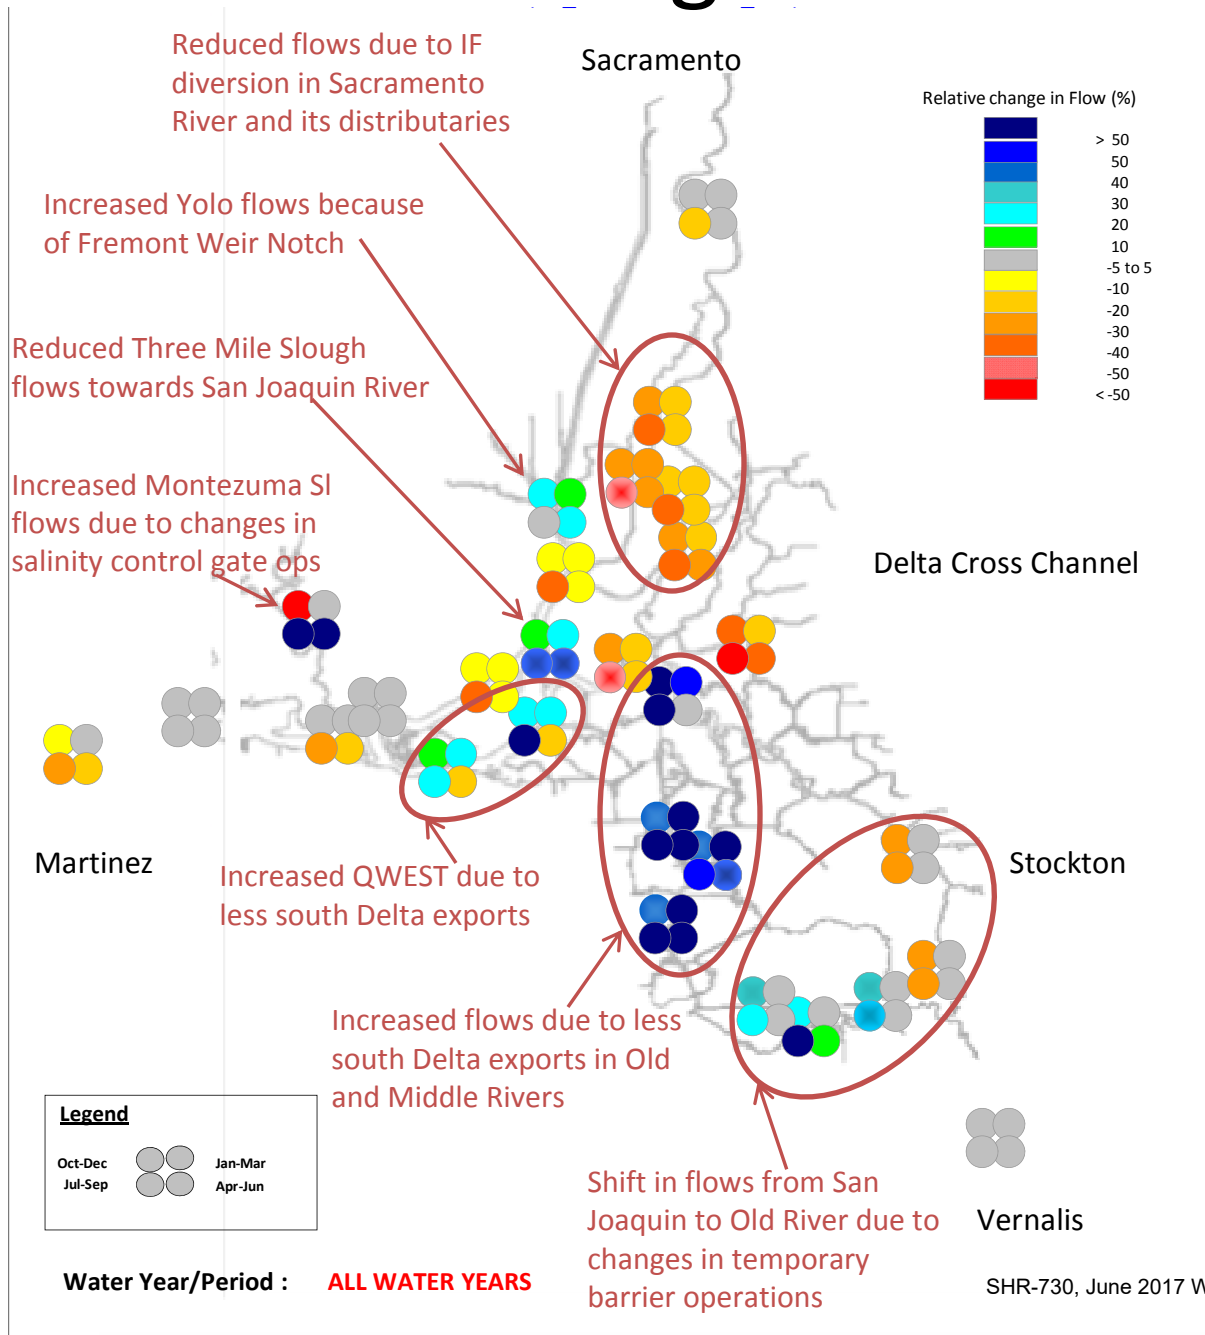 Sacramento
Reduced flows due to IF
diversion in Sacramento
River and its distributaries
Relative change in Flow (%)
> 50
50
40
30
20
10
-5 to 5
-10
-20
-30
-40
-50
< -50
Increased Yolo flows because
of Fremont Weir Notch
Reduced Three Mile Slough
flows towards San Joaquin River
Increased Montezuma Sl
flows due to changes in
salinity control gate ops
Delta Cross Channel
Martinez
Stockton
Increased QWEST due to
less south Delta exports
Increased flows due to less
south Delta exports in Old
and Middle Rivers
Legend
Oct-Dec
Jan-Mar
Jul-Sep
Apr-Jun
Shift in flows from San
Joaquin to Old River due to
changes in temporary
barrier operations
Vernalis
Water Year/Period : ALL WATER YEARS
SHR-730, June 2017 W